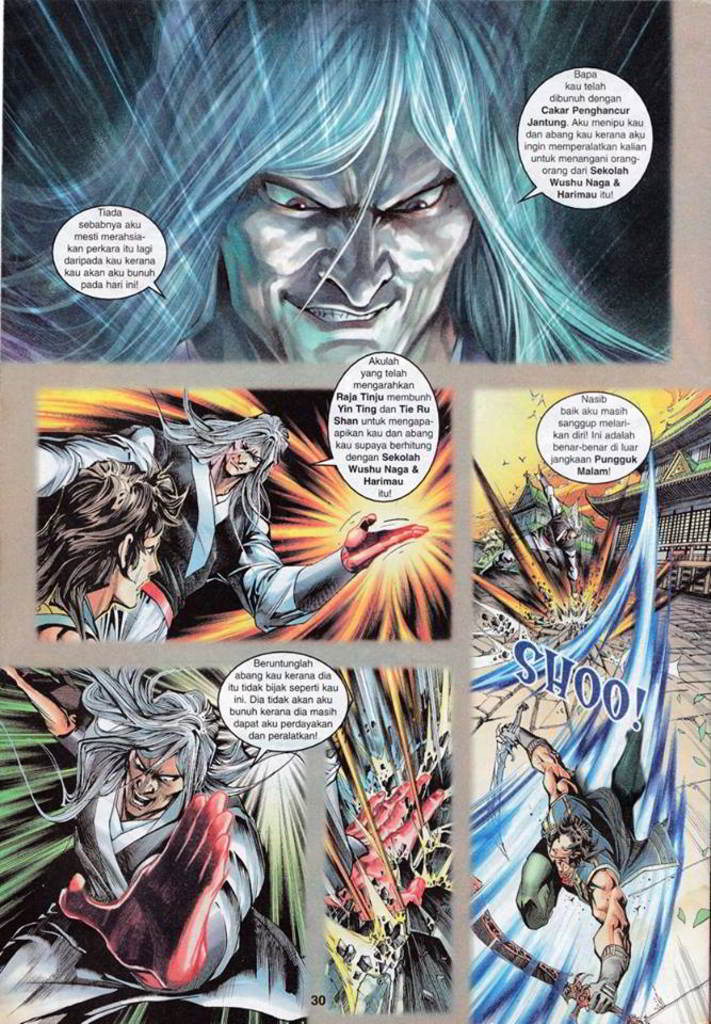 Tiada
sebabnya aku
mesti merahsia-
kan perkara itu lagi
daripada kau kerana
kau akan aku bunuh
pada hari ini!
Bapa
kau telah
dibunuh dengan
Cakar Penghancur
Jantung. Aku menipu kau
dan abang kau kerana aku
ingin memperalatkan kalian
untuk menangani orang-
orang dari Sekolah
Wushu Naga &
Harimau itu!
Akulah
yang telah
mengarahkan
Raja Tinju membunh
Yin Ting dan Tie Ru
Shan untuk mengapa-
apikan kau dan abang
kau supaya berhitung
dengan Sekolah
Wushu Naga &
Harimau
itu!
Nasib
baik aku masih
sanggup melari-
kan diri! Ini adalah
benar-benar di luar
jangkaan Pungguk
Malam!
SHOO!
Beruntunglah
abang kau kerana dia
itu tidak bijak seperti kau
ini. Dia tidak aku
bunuh kerana dia masih
dapat aku perdayakan
dan peralatkan!
30